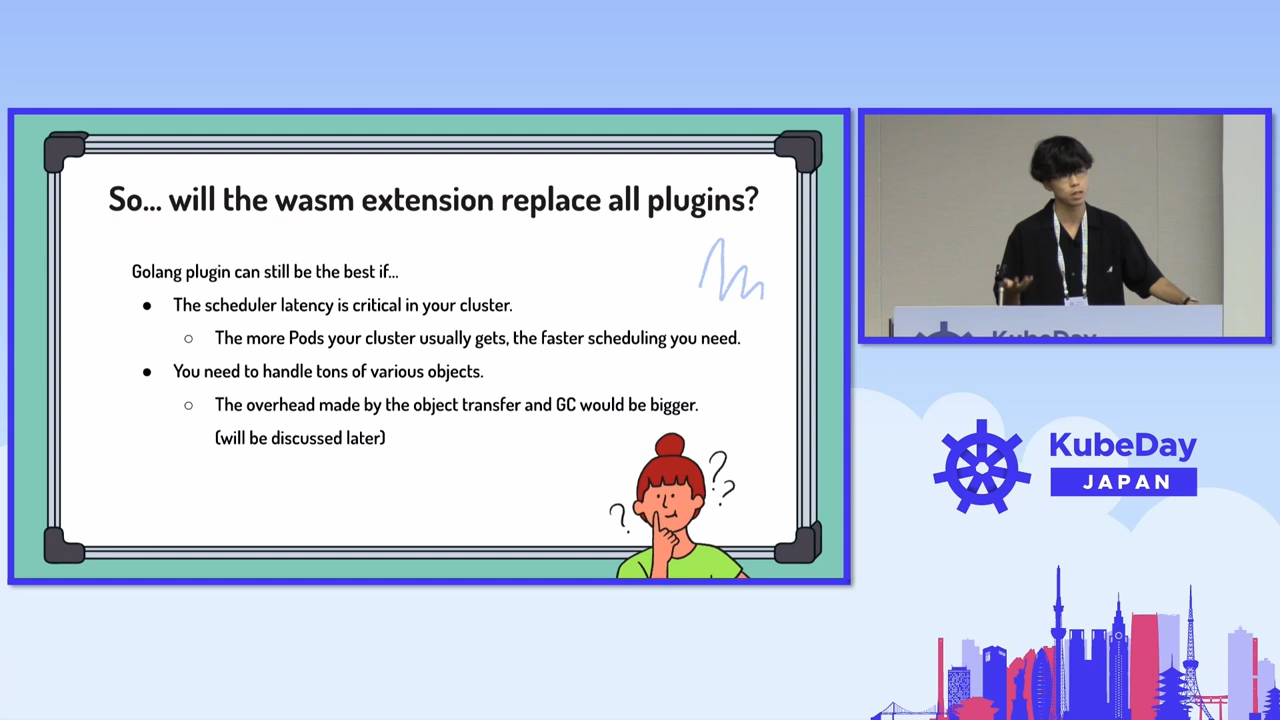 So... will the wasm extension replace all plugins?
Golang plugin can still be the best if...
● The scheduler latency is critical in your cluster.
○ The more Pods your cluster usually gets, the faster scheduling you need.
● You need to handle tons of various objects.
○ The overhead made by the object transfer and GC would be bigger.
(will be discussed later)
KubeDay
KubeDay
JAPAN